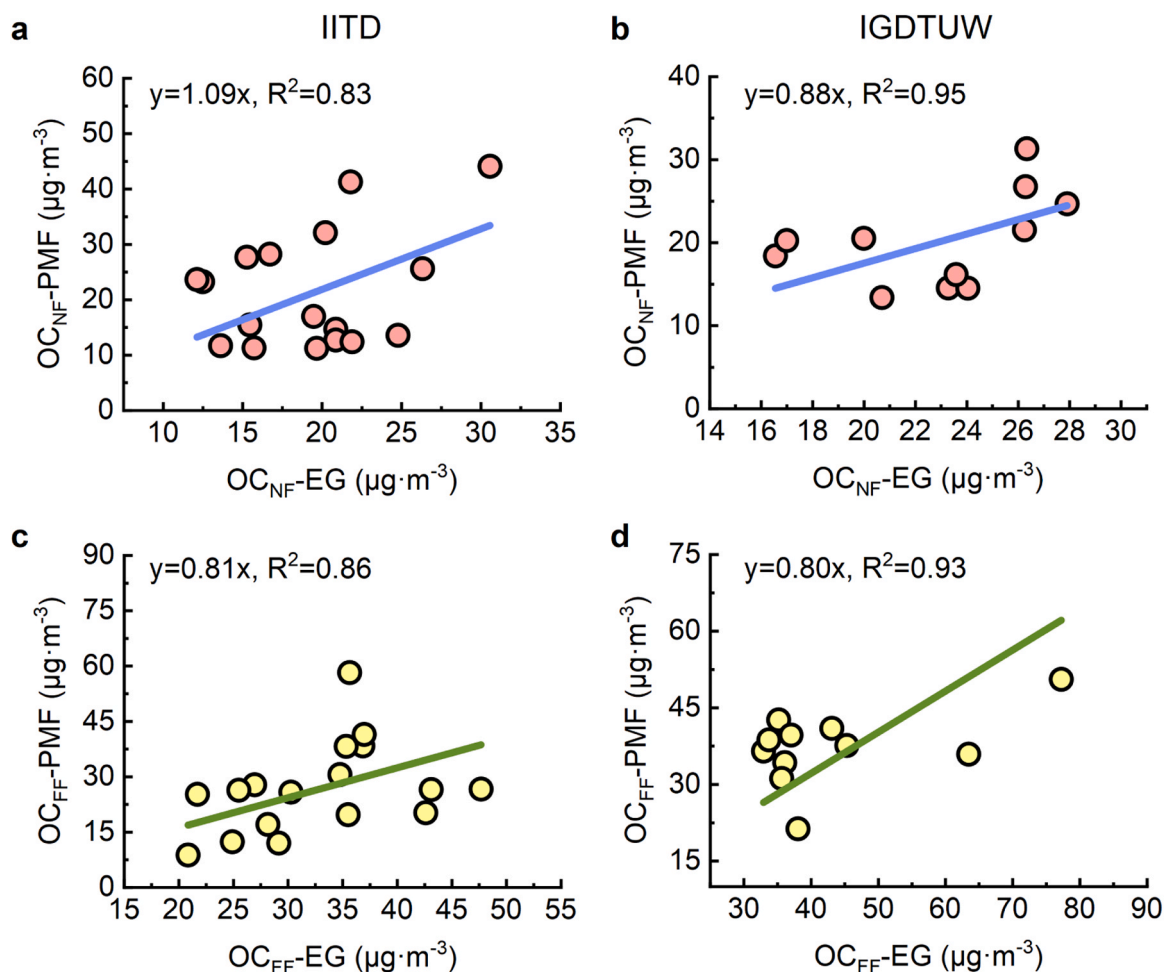 a IITD
y=1.09x, R²=0.83
OC_NF-PMF (µg·m⁻³)
60
50
40
30
20
10
0
10 15 20 25 30 35
OC_NF-EG (µg·m⁻³)
b IGDTUW
y=0.88x, R²=0.95
OC_NF-PMF (µg·m⁻³)
40
30
20
10
0
14 16 18 20 22 24 26 28 30
OC_NF-EG (µg·m⁻³)
c
y=0.81x, R²=0.86
OC_FF-PMF (µg·m⁻³)
90
75
60
45
30
15
0
15 20 25 30 35 40 45 50 55
OC_FF-EG (µg·m⁻³)
d
y=0.80x, R²=0.93
OC_FF-PMF (µg·m⁻³)
75
60
45
30
15
30 40 50 60 70 80 90
OC_FF-EG (µg·m⁻³)